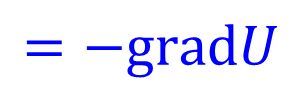 = −gradU